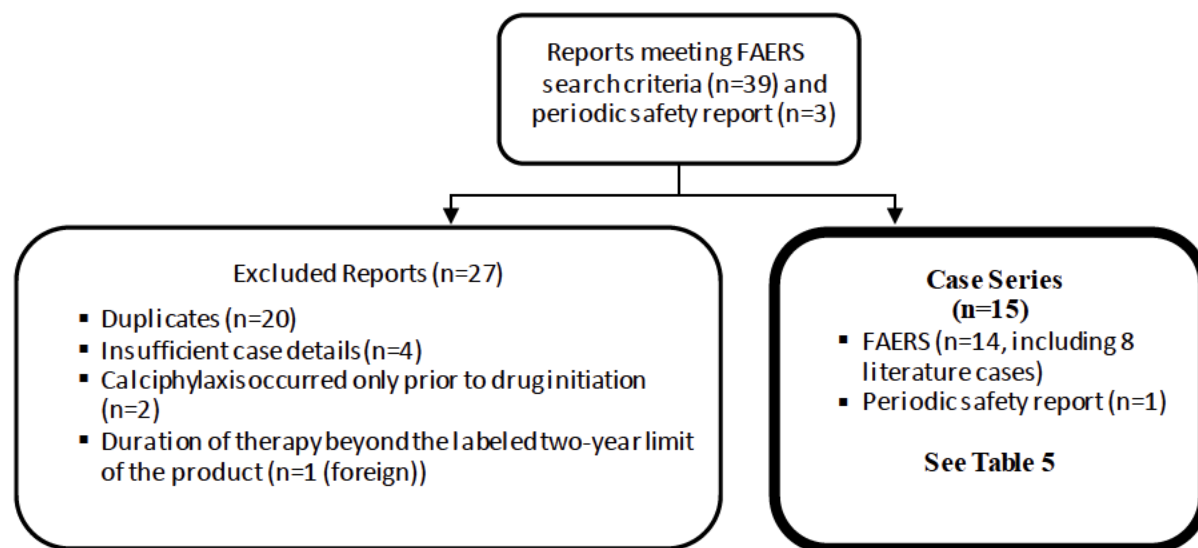 Reports meeting FAERS
search criteria (n=39) and
periodic safety report (n=3)
Excluded Reports (n=27)
▪ Duplicates (n=20)
▪ Insufficient case details (n=4)
▪ Calciphylaxis occurred only prior to drug initiation
(n=2)
▪ Duration of therapy beyond the labeled two-year limit
of the product (n=1 (foreign))
Case Series
(n=15)
▪ FAERS (n=14, including 8
literature cases)
▪ Periodic safety report (n=1)
See Table 5